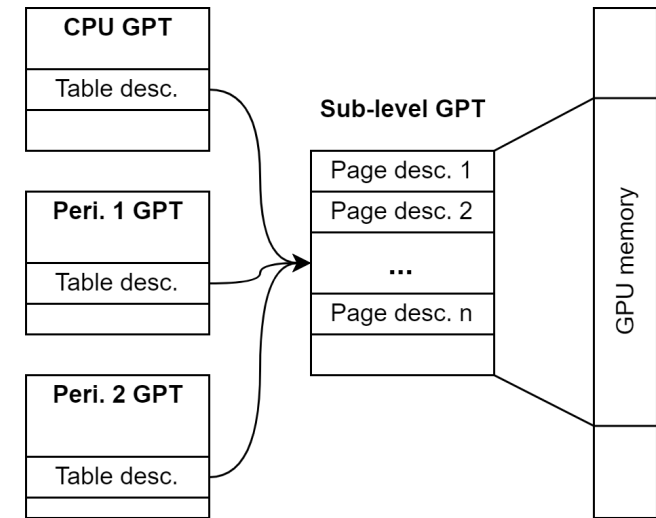 CPU GPT
Table desc.
Peri. 1 GPT
Table desc.
Peri. 2 GPT
Table desc.
Sub-level GPT
Page desc. 1
Page desc. 2
...
Page desc. n
GPU memory